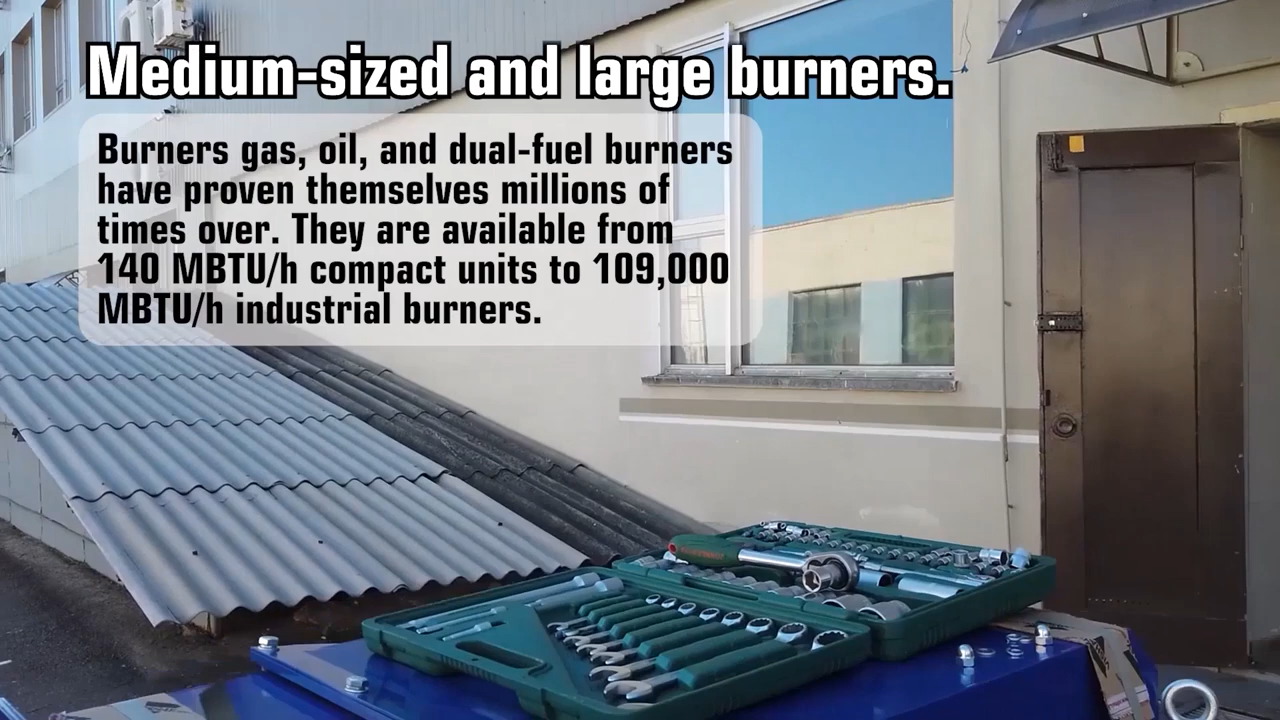 Medium-sized and large burners.
Burners gas, oil, and dual-fuel burners
have proven themselves millions of
times over. They are available from
140 MBTU/h compact units to 109,000
MBTU/h industrial burners.